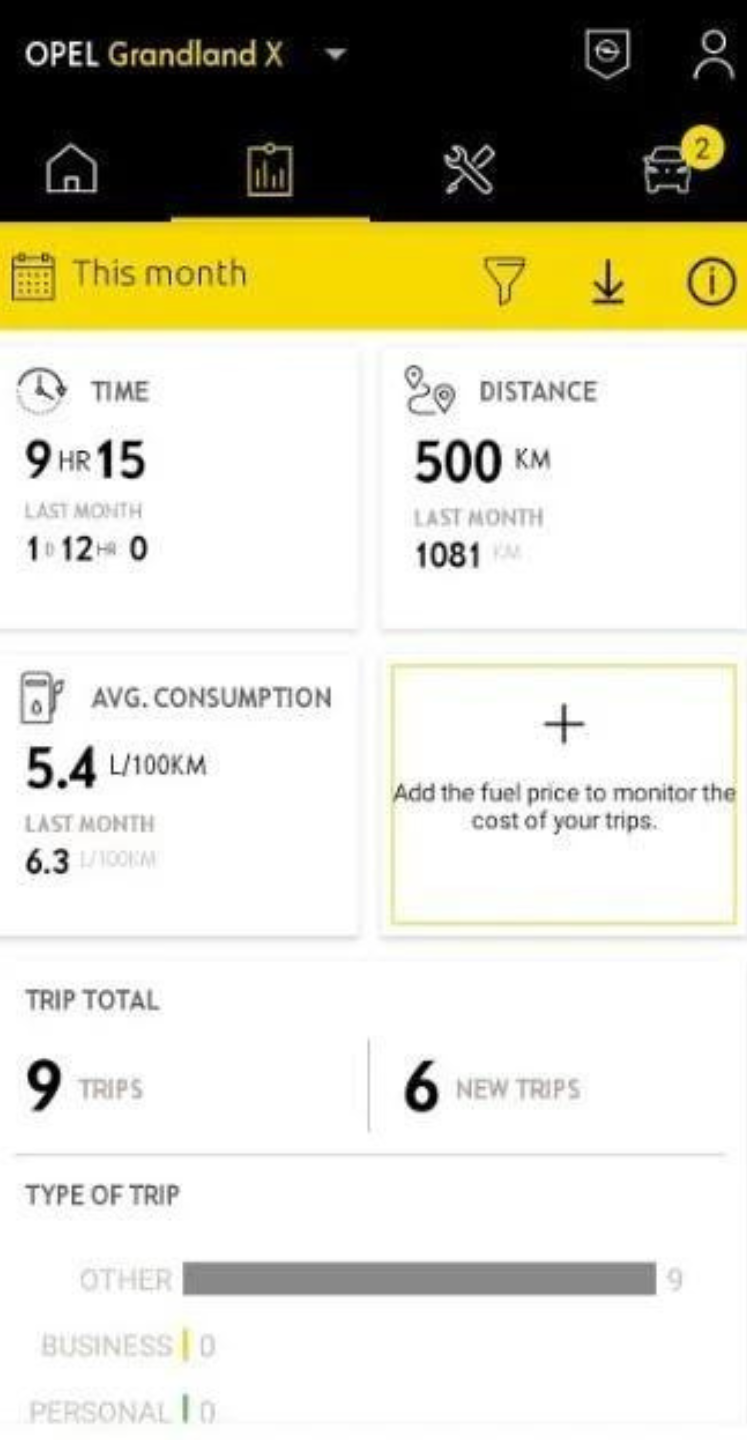 OPEL Grandland X
2
This month
TIME
9 HR 15
LAST MONTH
1 D 12 HR 0
DISTANCE
500 KM
LAST MONTH
1081 KM
AVG. CONSUMPTION
5.4 L/100KM
LAST MONTH
6.3 L/100KM
Add the fuel price to monitor the
cost of your trips.
TRIP TOTAL
9 TRIPS
6 NEW TRIPS
TYPE OF TRIP
OTHER 9
BUSINESS 0
PERSONAL 0